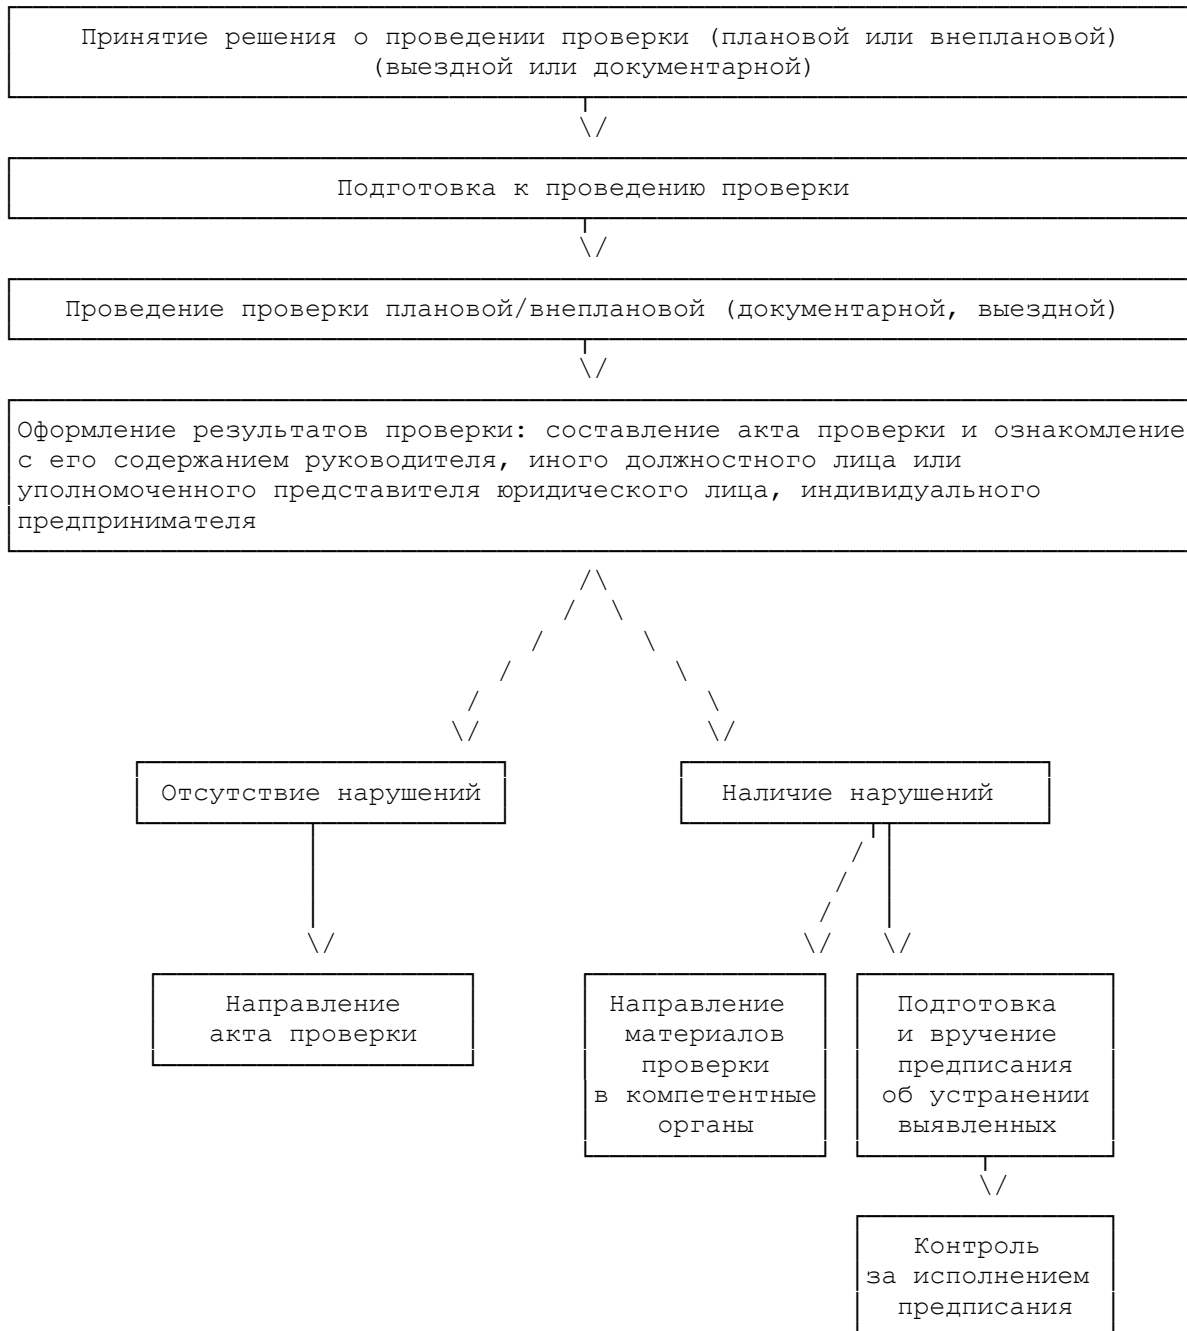 Принятие решения о проведении проверки (плановой или внеплановой)
(выездной или документарной)
Подготовка к проведению проверки
Проведение проверки плановой/внеплановой (документарной, выездной)
Оформление результатов проверки: составление акта проверки и ознакомление
с его содержанием руководителя, иного должностного лица или
уполномоченного представителя юридического лица, индивидуального
предпринимателя
Отсутствие нарушений
Наличие нарушений
Направление
акта проверки
Направление
материалов
проверки
в компетентные
органы
Подготовка
и вручение
предписания
об устранении
выявленных
Контроль
за исполнением
предписания